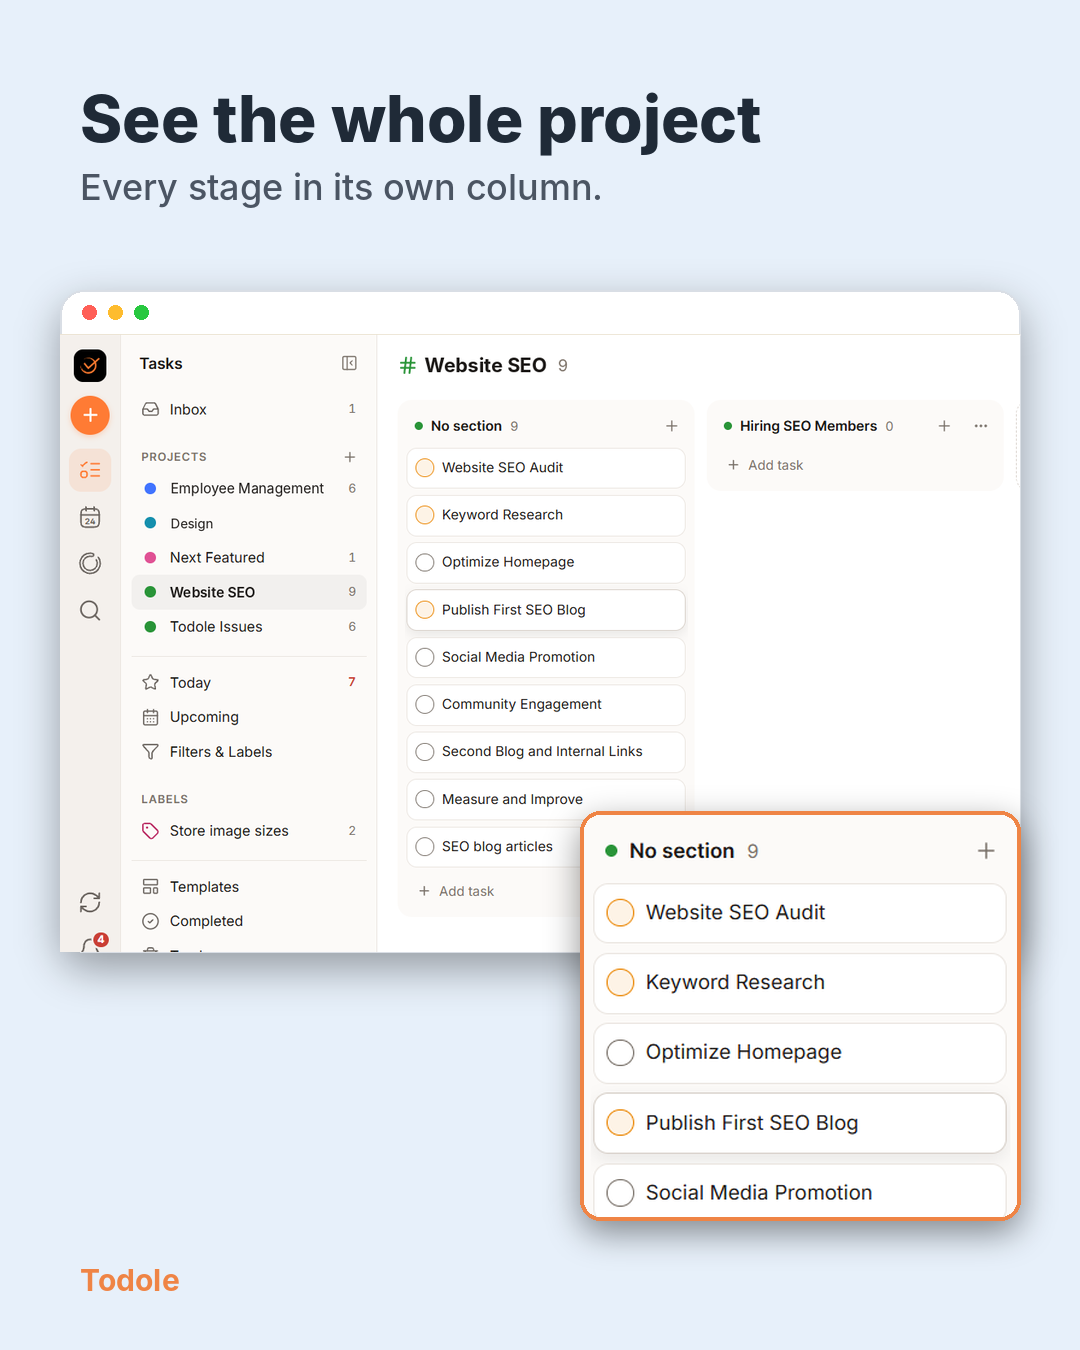 See the whole project
Every stage in its own column.
Tasks
Inbox 1
PROJECTS
Employee Management 6
Design
Next Featured 1
Website SEO 9
Todole Issues 6
Today 7
Upcoming
Filters & Labels
LABELS
Store image sizes 2
Templates
Completed
24
4
Website SEO 9
No section 9
Website SEO Audit
Keyword Research
Optimize Homepage
Publish First SEO Blog
Social Media Promotion
Community Engagement
Second Blog and Internal Links
Measure and Improve
SEO blog articles
Add task
Hiring SEO Members 0
Add task
No section 9
Website SEO Audit
Keyword Research
Optimize Homepage
Publish First SEO Blog
Social Media Promotion
Todole